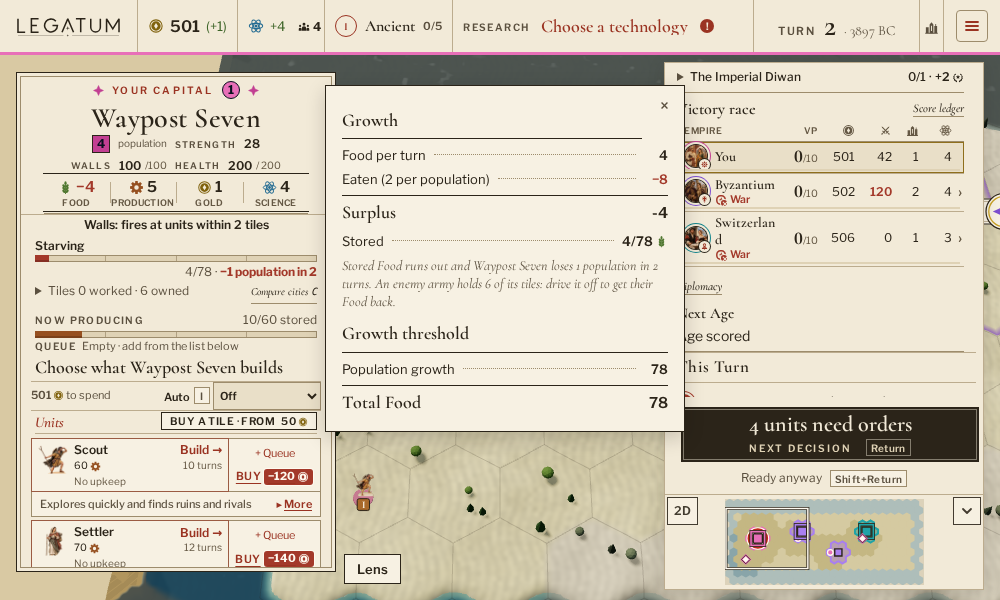 LEGATUM
501 (+1)
+4
4
I Ancient 0/5
RESEARCH Choose a technology !
TURN 2 · 3897 BC
YOUR CAPITAL 1
Waypost Seven
4 population STRENGTH 28
WALLS 100 /100 HEALTH 200 /200
−4 5 1 4
FOOD PRODUCTION GOLD SCIENCE
Walls: fires at units within 2 tiles
Starving
4/78 · −1 population in 2
Tiles 0 worked · 6 owned
Compare cities C
NOW PRODUCING 10/60 stored
QUEUE Empty · add from the list below
Choose what Waypost Seven builds
501 to spend Auto I Off
Units BUY A TILE · FROM 50
Scout Build →
60 10 turns
No upkeep
+ Queue
BUY −120
Explores quickly and finds ruins and rivals ▸ More
Settler Build →
70 12 turns
No upkeep
+ Queue
BUY −140
×
Growth
Food per turn 4
Eaten (2 per population) −8
Surplus -4
Stored 4/78
Stored Food runs out and Waypost Seven loses 1 population in 2
turns. An enemy army holds 6 of its tiles: drive it off to get their
Food back.
Growth threshold
Population growth 78
Total Food 78
I
Lens
The Imperial Diwan 0/1 · +2
Victory race Score ledger
EMPIRE VP
You 0/10 501 42 1 4
Byzantium 0/10 502 120 2 4 ›
War
Switzerlan
d 0/10 506 0 1 3 ›
War
iplomacy
Next Age
Age scored
This Turn
4 units need orders
NEXT DECISION Return
Ready anyway Shift+Return
2D